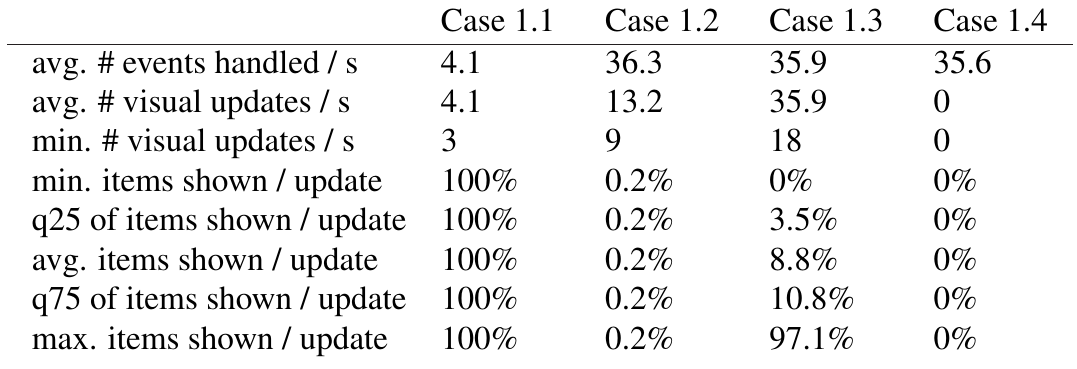 Case 1.1 Case 1.2 Case 1.3 Case 1.4
avg. # events handled / s 4.1 36.3 35.9 35.6
avg. # visual updates / s 4.1 13.2 35.9 0
min. # visual updates / s 3 9 18 0
min. items shown / update 100% 0.2% 0% 0%
q25 of items shown / update 100% 0.2% 3.5% 0%
avg. items shown / update 100% 0.2% 8.8% 0%
q75 of items shown / update 100% 0.2% 10.8% 0%
max. items shown / update 100% 0.2% 97.1% 0%